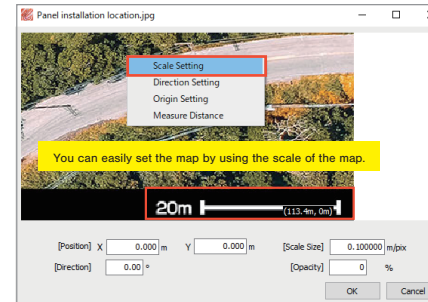 Panel installation location.jpg
Scale Setting
Direction Setting
Origin Setting
Measure Distance
You can easily set the map by using the scale of the map.
20m
(113.4m, 0m)
[Position] X 0.000 m Y 0.000 m [Scale Size] 0.100000 m/pix
[Direction] 0.00 ° [Opacity] 0 %
OK Cancel